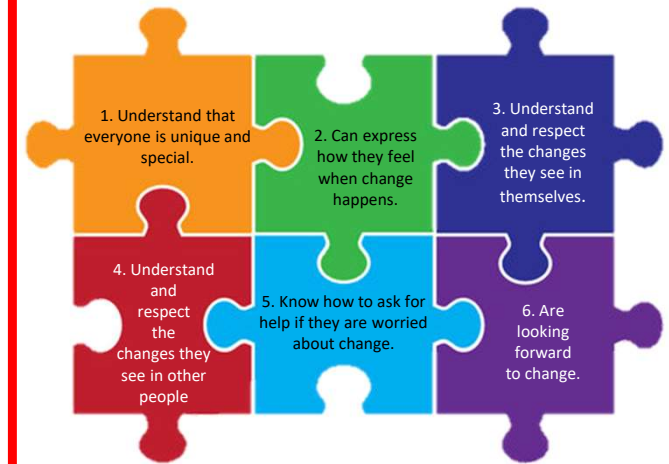 1. Understand that
everyone is unique and
special.
2. Can express
how they feel
when change
happens.
3. Understand
and respect
the changes
they see in
themselves.
4. Understand
and
respect
the
changes they
see in other
people
5. Know how to ask for
help if they are worried
about change.
6. Are
looking
forward
to change.